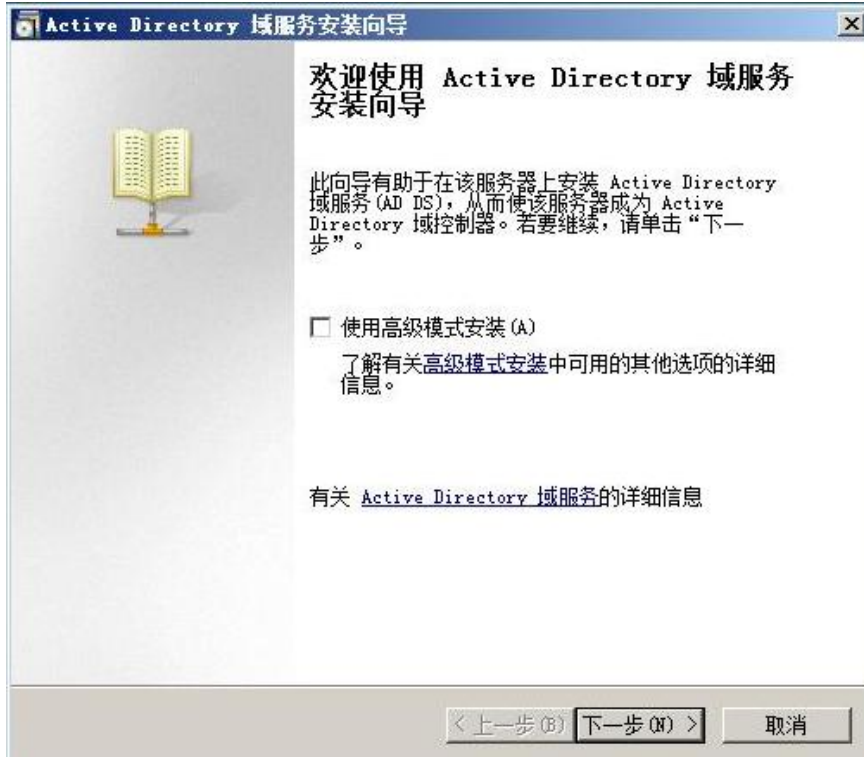 Active Directory 域服务安装向导
欢迎使用 Active Directory 域服务
安装向导
此向导有助于在该服务器上安装 Active Directory
域服务(AD DS)，从而使该服务器成为 Active
Directory 域控制器。若要继续，请单击“下一
步”。
使用高级模式安装(A)
了解有关高级模式安装中可用的其他选项的详细
信息。
有关 Active Directory 域服务的详细信息
< 上一步(B) 下一步(N) > 取消